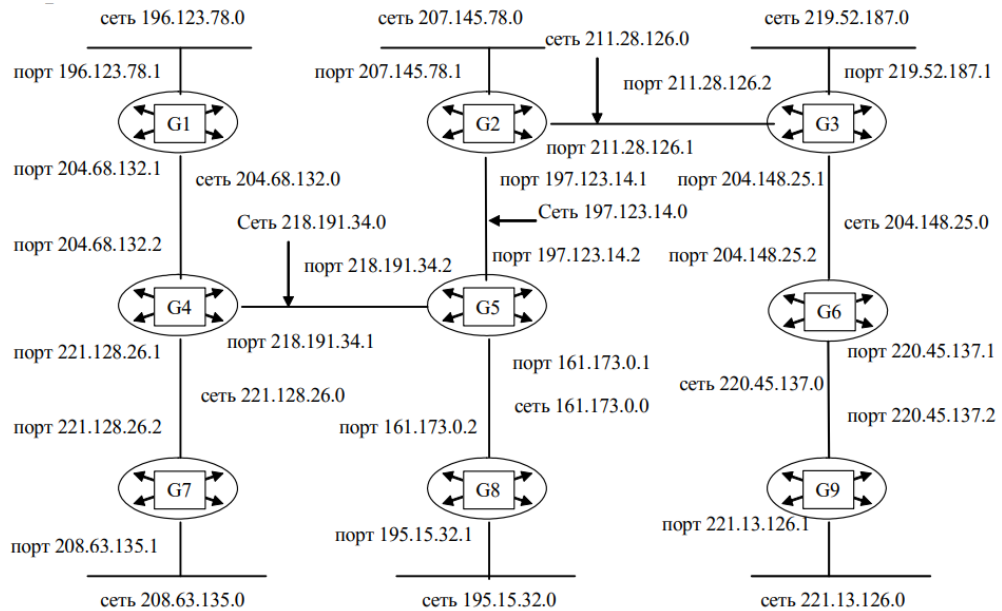 сеть 196.123.78.0
сеть 207.145.78.0
сеть 219.52.187.0
сеть 211.28.126.0
порт 196.123.78.1
порт 207.145.78.1
порт 211.28.126.2
порт 219.52.187.1
G1
G2
G3
порт 211.28.126.1
порт 204.68.132.1
сеть 204.68.132.0
порт 197.123.14.1
порт 204.148.25.1
Сеть 218.191.34.0
Сеть 197.123.14.0
сеть 204.148.25.0
порт 204.68.132.2
порт 218.191.34.2
порт 197.123.14.2
порт 204.148.25.2
G4
G5
G6
порт 221.128.26.1
порт 218.191.34.1
порт 161.173.0.1
порт 220.45.137.1
сеть 221.128.26.0
сеть 161.173.0.0
сеть 220.45.137.0
порт 221.128.26.2
порт 161.173.0.2
порт 220.45.137.2
G7
G8
G9
порт 208.63.135.1
порт 195.15.32.1
порт 221.13.126.1
сеть 208.63.135.0
сеть 195.15.32.0
сеть 221.13.126.0